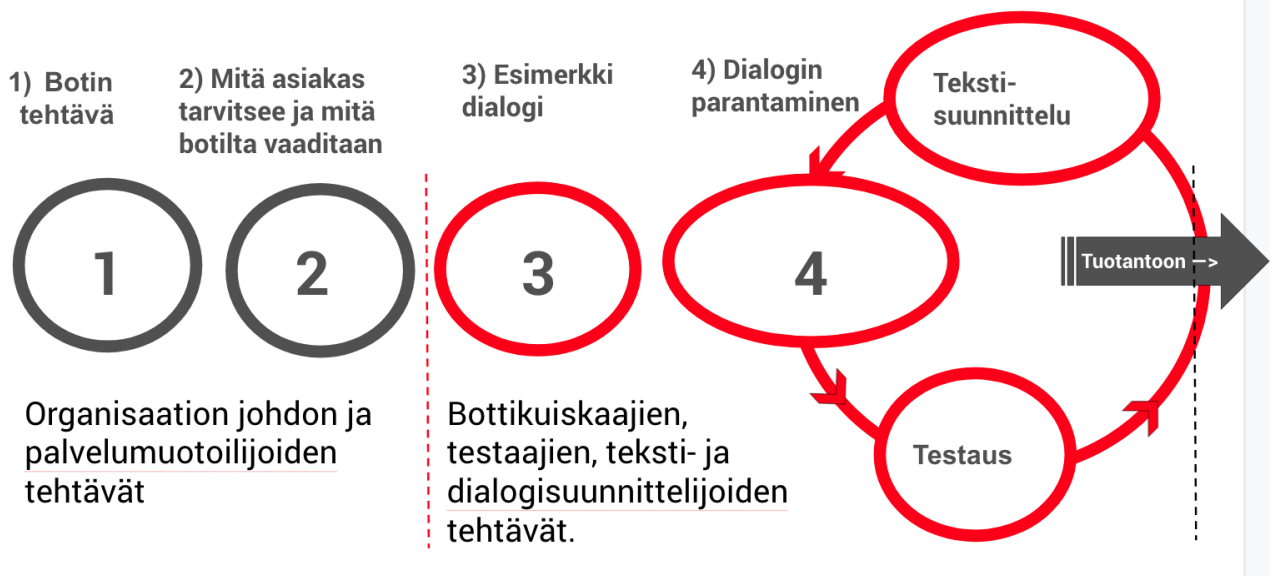 1) Botin
tehtävä
2) Mitä asiakas
tarvitsee ja mitä
botilta vaaditaan
3) Esimerkki
dialogi
4) Dialogin
parantaminen
Teksti-
suunnittelu
1
2
3
4
Tuotantoon –>
Organisaation johdon ja
palvelumuotoilijoiden
tehtävät
Bottikuiskaajien,
testaajien, teksti- ja
dialogisuunnittelijoiden
tehtävät.
Testaus